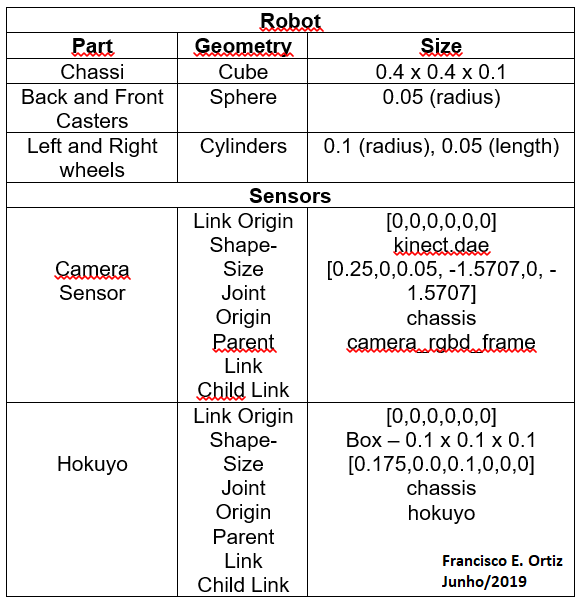 Robot
Part Geometry Size
Chassi Cube 0.4 x 0.4 x 0.1
Back and Front Sphere 0.05 (radius)
Casters
Left and Right Cylinders 0.1 (radius), 0.05 (length)
wheels
Sensors
Link Origin [0,0,0,0,0,0]
Shape- kinect.dae
Camera Size [0.25,0,0.05, -1.5707,0, -
Sensor Joint 1.5707]
Origin chassis
Parent camera_rgbd_frame
Link
Child Link
Link Origin [0,0,0,0,0,0]
Shape- Box – 0.1 x 0.1 x 0.1
Hokuyo Size [0.175,0.0,0.1,0,0,0]
Joint chassis
Origin hokuyo
Parent
Link Francisco E. Ortiz
Child Link Junho/2019